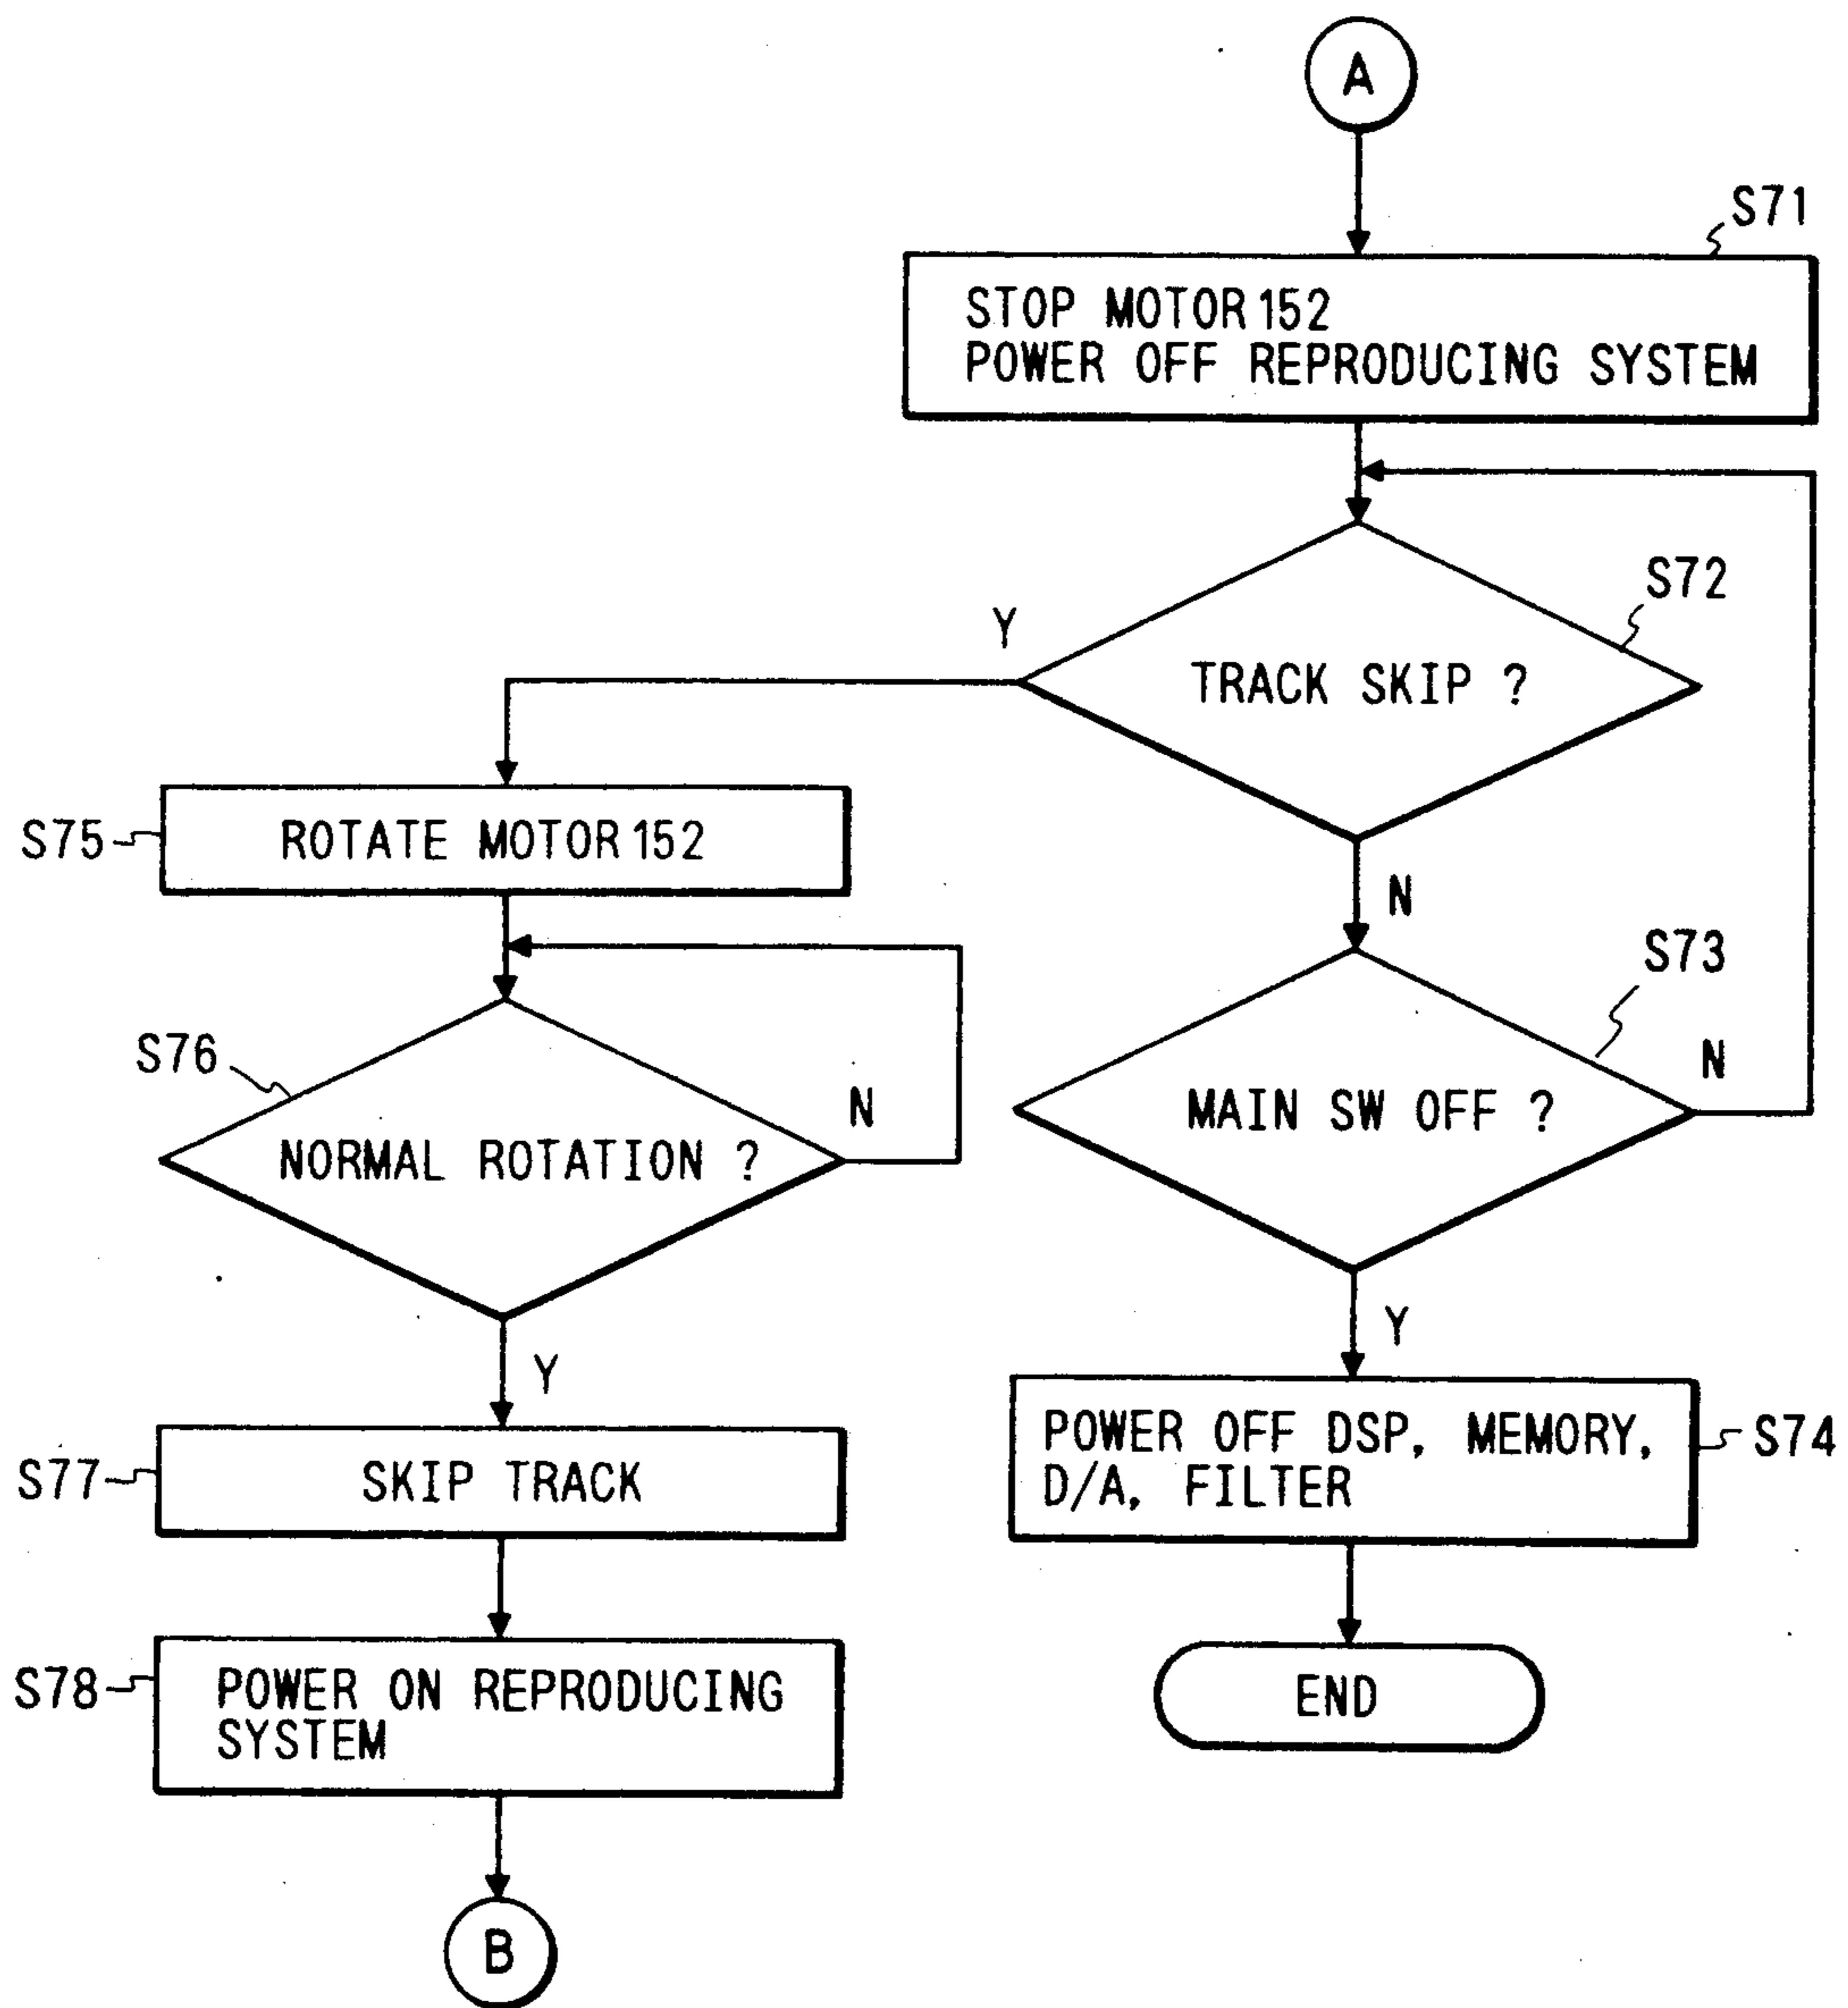 A
S71
STOP MOTOR 152
POWER OFF REPRODUCING SYSTEM
S72
Y
TRACK SKIP ?
S75
ROTATE MOTOR 152
N
S73
S76
N
N
MAIN SW OFF ?
NORMAL ROTATION ?
Y
Y
POWER OFF DSP, MEMORY,
D/A, FILTER
S74
S77
SKIP TRACK
S78
POWER ON REPRODUCING
SYSTEM
END
B